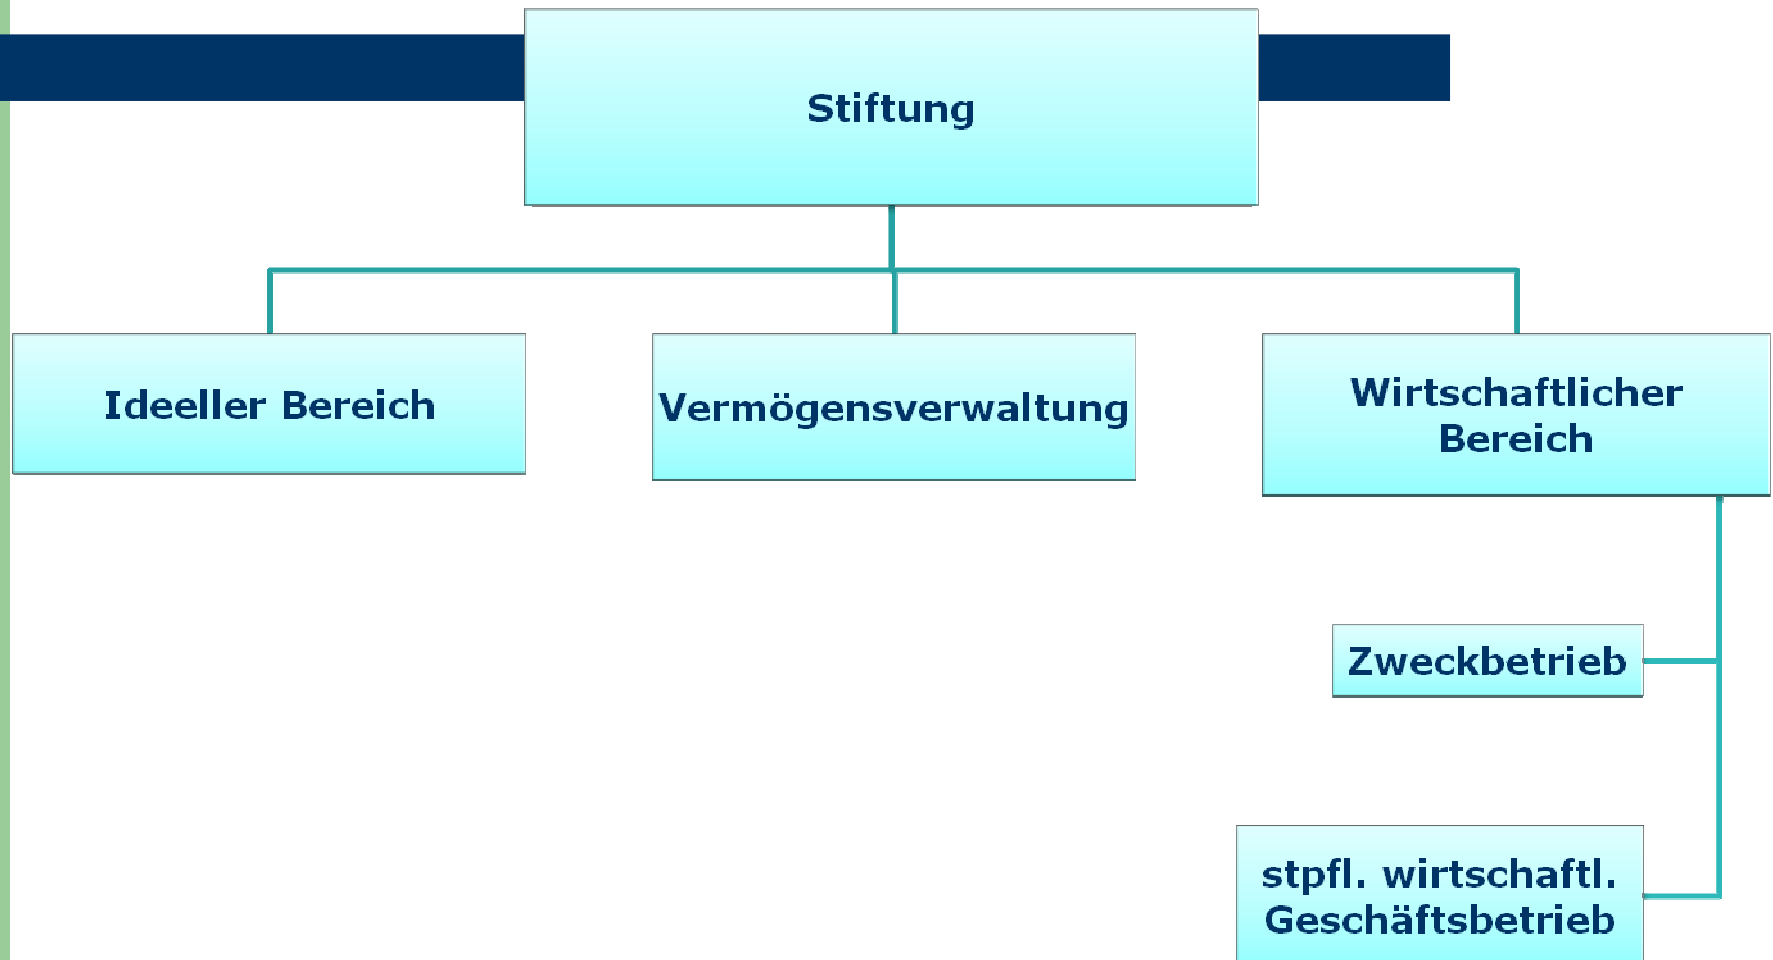 Stiftung
Ideeller Bereich
Vermögensverwaltung
Wirtschaftlicher
Bereich
Zweckbetrieb
stpfl. wirtschaftl.
Geschäftsbetrieb